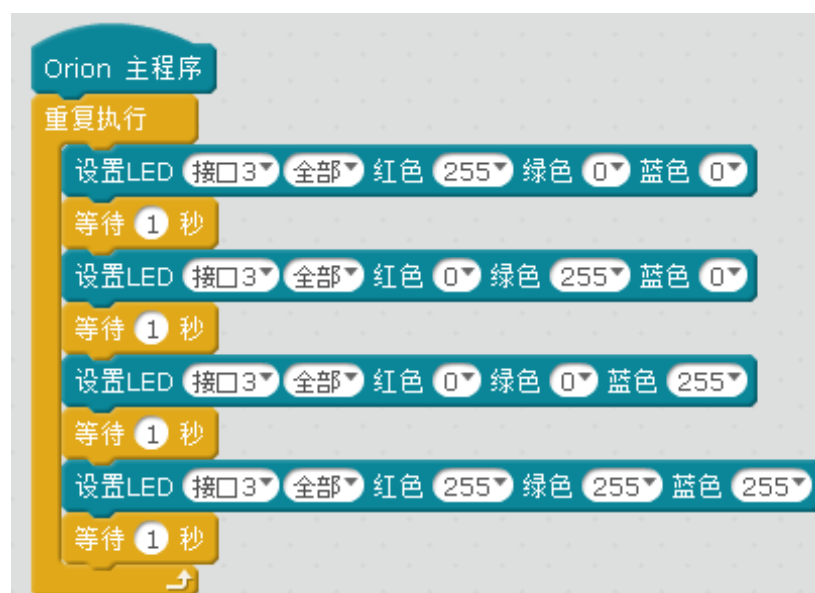 Orion 主程序
重复执行
设置LED 接口3 全部 红色 255 绿色 0 蓝色 0
等待 1 秒
设置LED 接口3 全部 红色 0 绿色 255 蓝色 0
等待 1 秒
设置LED 接口3 全部 红色 0 绿色 0 蓝色 255
等待 1 秒
设置LED 接口3 全部 红色 255 绿色 255 蓝色 255
等待 1 秒